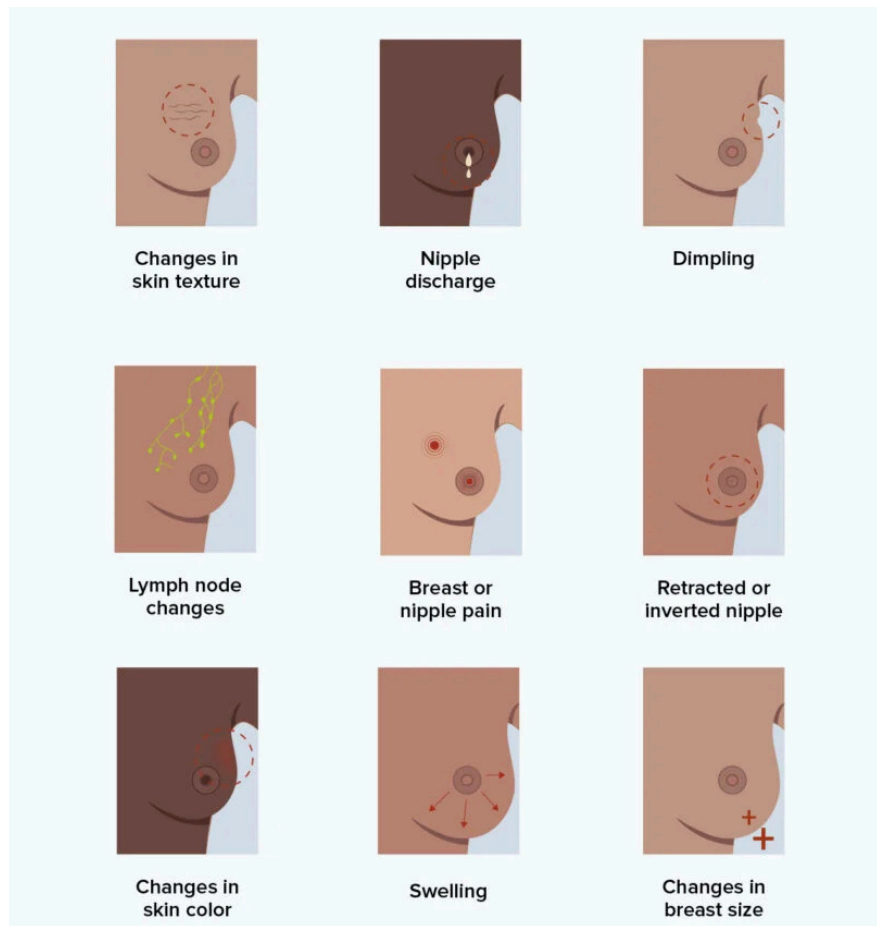 Changes in
skin texture
Nipple
discharge
Dimpling
Lymph node
changes
Breast or
nipple pain
Retracted or
inverted nipple
Changes in
skin color
Swelling
Changes in
breast size